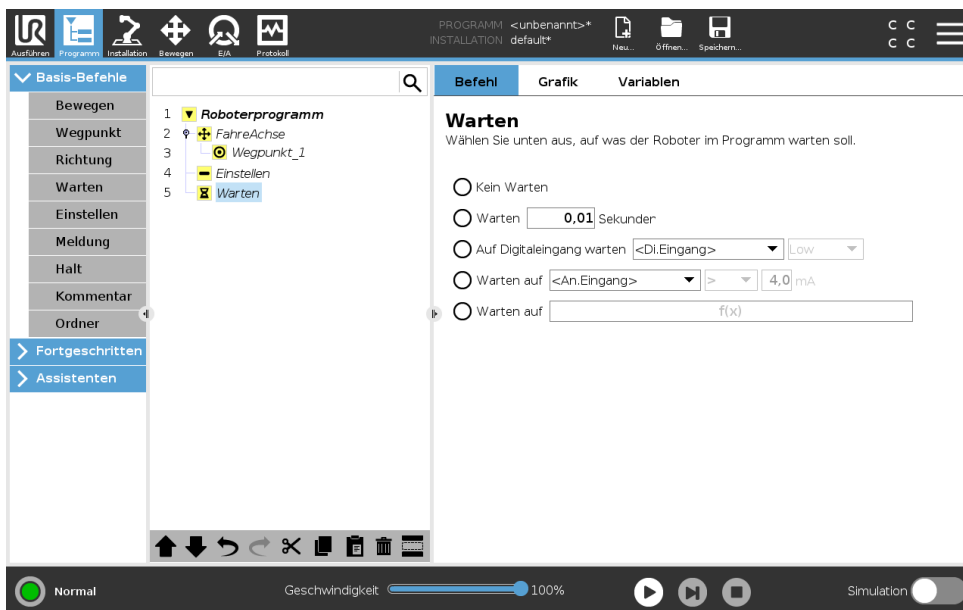 PROGRAMM <unbenannt>*
INSTALLATION default*
C C
C C
UR
Ausführen Programm Installation Bewegen E/A Protokoll Neu... Öffnen... Speichern...
Basis-Befehle
Bewegen
Wegpunkt
Richtung
Warten
Einstellen
Meldung
Halt
Kommentar
Ordner
Fortgeschritten
Assistenten
1 Roboterprogramm
2 FahreAchse
3 Wegpunkt_1
4 Einstellen
5 Warten
Befehl Grafik Variablen
Warten
Wählen Sie unten aus, auf was der Roboter im Programm warten soll.
Kein Warten
Warten 0,01 Sekunden
Auf Digitaleingang warten <Di.Eingang> Low
Warten auf <An.Eingang> > 4,0 mA
Warten auf f(x)
Normal Geschwindigkeit 100% Simulation